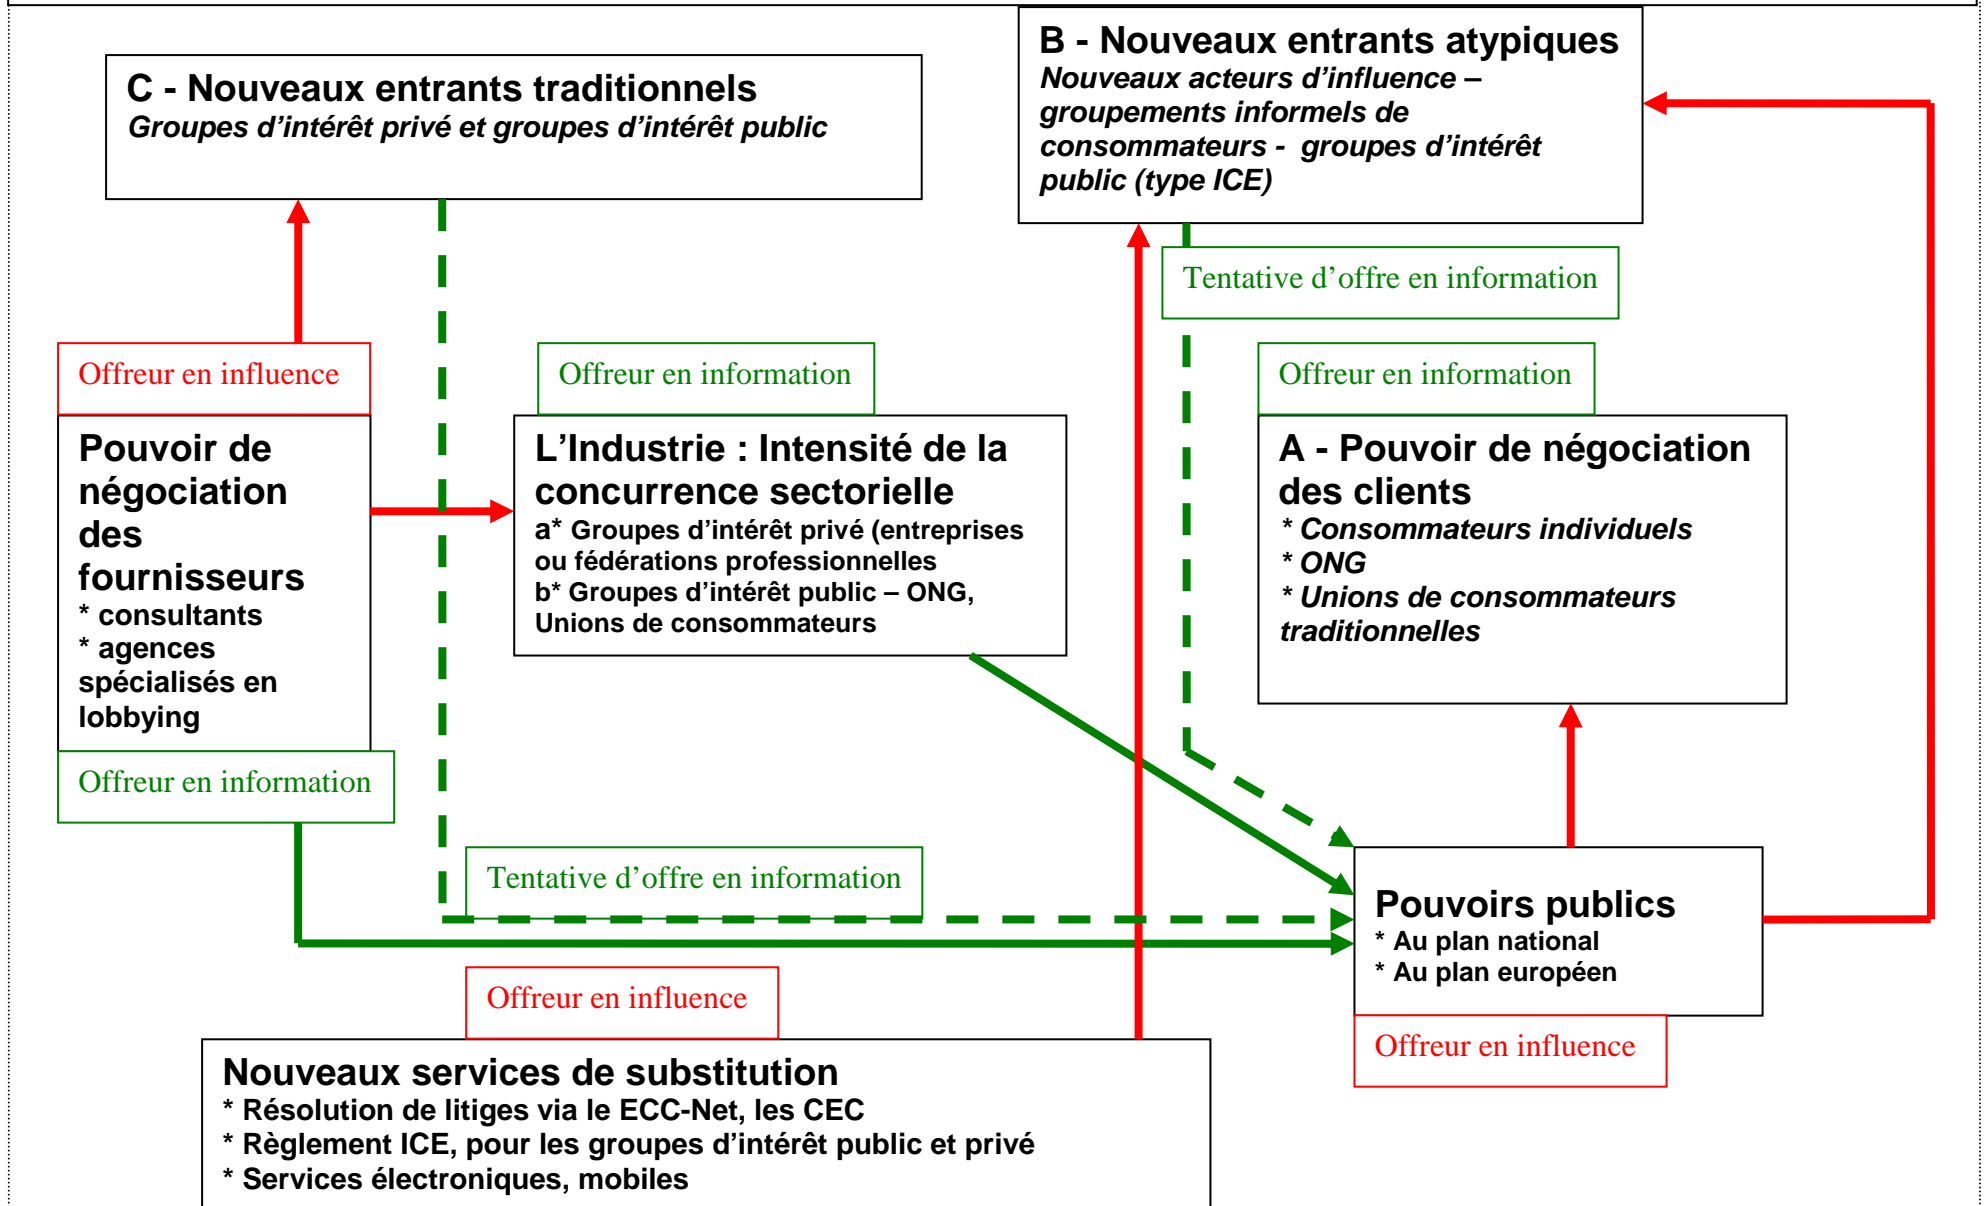 C - Nouveaux entrants traditionnels
Groupes d’intérêt privé et groupes d’intérêt public
B - Nouveaux entrants atypiques
Nouveaux acteurs d’influence –
groupements informels de
consommateurs - groupes d’intérêt
public (type ICE)
Tentative d’offre en information
Offreur en influence
Offreur en information
Offreur en information
Pouvoir de
négociation
des
fournisseurs
* consultants
* agences
spécialisés en
lobbying
L’Industrie : Intensité de la
concurrence sectorielle
a* Groupes d’intérêt privé (entreprises
ou fédérations professionnelles
b* Groupes d’intérêt public – ONG,
Unions de consommateurs
A - Pouvoir de négociation
des clients
* Consommateurs individuels
* ONG
* Unions de consommateurs
traditionnelles
Offreur en information
Tentative d’offre en information
Pouvoirs publics
* Au plan national
* Au plan européen
Offreur en influence
Offreur en influence
Nouveaux services de substitution
* Résolution de litiges via le ECC-Net, les CEC
* Règlement ICE, pour les groupes d’intérêt public et privé
* Services électroniques, mobiles